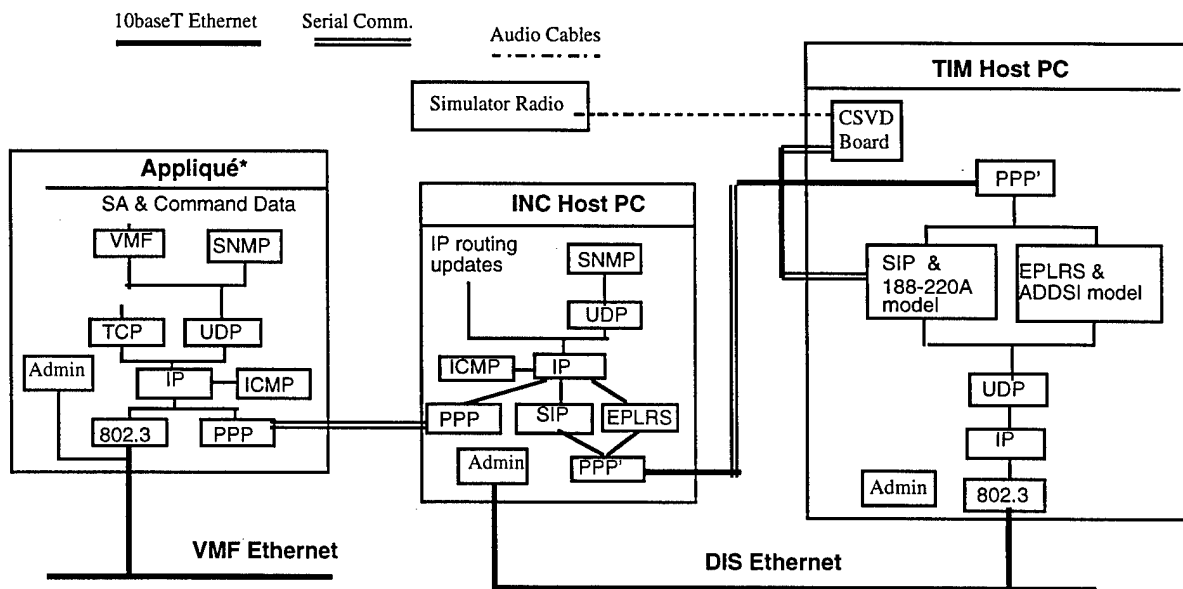 10baseT Ethernet
Serial Comm.
Audio Cables
Simulator Radio
TIM Host PC
CSVD
Board
PPP'
SIP &
188-220A
model
EPLRS &
ADDSI model
UDP
IP
802.3
Admin
Appliqué*
SA & Command Data
VMF
SNMP
TCP
UDP
Admin
IP
ICMP
802.3
PPP
INC Host PC
IP routing
updates
SNMP
UDP
ICMP
IP
PPP
SIP
EPLRS
Admin
PPP'
VMF Ethernet
DIS Ethernet